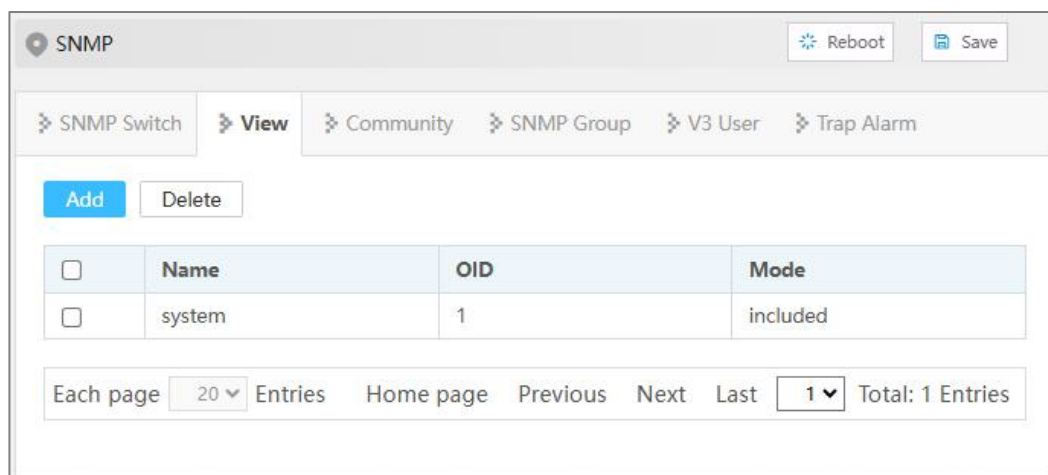 SNMP Reboot Save
SNMP Switch View Community SNMP Group V3 User Trap Alarm
Add Delete
Name OID Mode
system 1 included
Each page 20 Entries Home page Previous Next Last 1 Total: 1 Entries